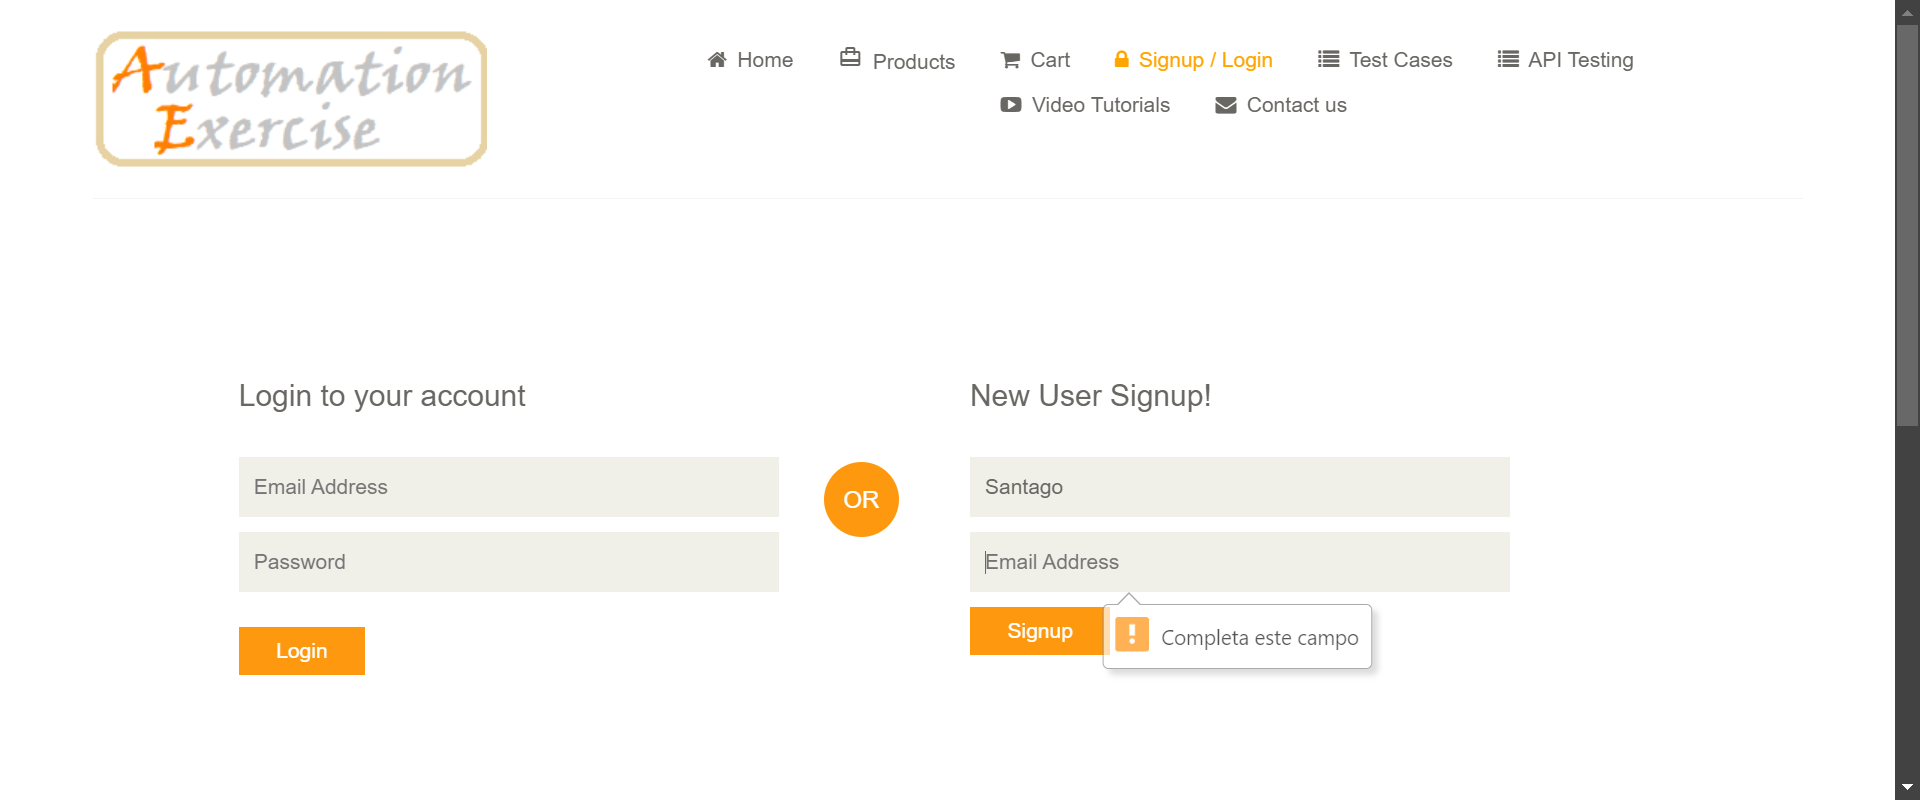 Automation
Exercise
Home
Products
Cart
Signup / Login
Test Cases
API Testing
Video Tutorials
Contact us
Login to your account
Email Address
Password
Login
OR
New User Signup!
Santago
Email Address
Signup
Completa este campo